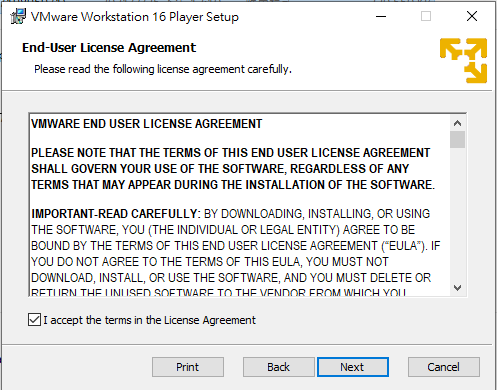 VMware Workstation 16 Player Setup
End-User License Agreement
Please read the following license agreement carefully.
VMWARE END USER LICENSE AGREEMENT
PLEASE NOTE THAT THE TERMS OF THIS END USER LICENSE AGREEMENT
SHALL GOVERN YOUR USE OF THE SOFTWARE, REGARDLESS OF ANY
TERMS THAT MAY APPEAR DURING THE INSTALLATION OF THE SOFTWARE.
IMPORTANT-READ CAREFULLY: BY DOWNLOADING, INSTALLING, OR USING
THE SOFTWARE, YOU (THE INDIVIDUAL OR LEGAL ENTITY) AGREE TO BE
BOUND BY THE TERMS OF THIS END USER LICENSE AGREEMENT (“EULA”). IF
YOU DO NOT AGREE TO THE TERMS OF THIS EULA, YOU MUST NOT
DOWNLOAD, INSTALL, OR USE THE SOFTWARE, AND YOU MUST DELETE OR
RETURN THE UNUSED SOFTWARE TO THE VENDOR FROM WHICH YOU
I accept the terms in the License Agreement
Print Back Next Cancel